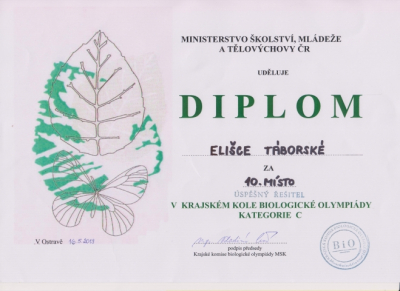 MINISTERSTVO ŠKOLSTVÍ, MLÁDEŽE
A TĚLOVÝCHOVY ČR
UDĚLUJE
DIPLOM
ELIŠCE TÁBORSKÉ
ZA
10. MÍSTO
ÚSPĚŠNÝ ŘEŠITEL
V KRAJSKÉM KOLE BIOLOGICKÉ OLYMPIÁDY
KATEGORIE C
V Ostravě
podpis předsedy
Krajské komise biologické olympiády MSK
BiO